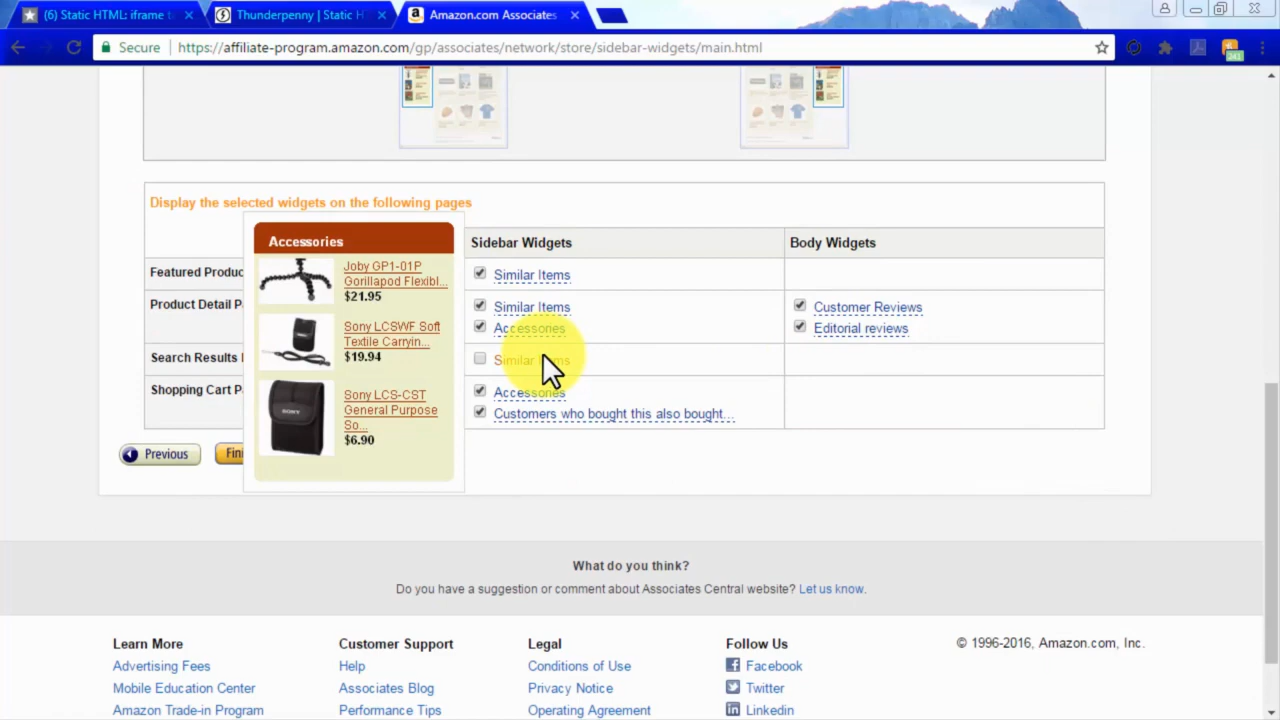 (6) Static HTML: iframe t
Thunderpenny | Static H
Amazon.com Associates
Secure
https://affiliate-program.amazon.com/gp/associates/network/store/sidebar-widgets/main.html
241
Display the selected widgets on the following pages
Sidebar Widgets
Body Widgets
Featured Produc
Similar Items
Product Detail P
Similar Items
Customer Reviews
Accessories
Editorial reviews
Search Results
Similar Items
Shopping Cart P
Accessories
Customers who bought this also bought...
Accessories
Joby GP1-01P
Gorillapod Flexibl...
$21.95
Sony LCSWF Soft
Textile Carryin...
$19.94
Sony LCS-CST
General Purpose
So...
$6.90
SONY
Previous
Fin
What do you think?
Do you have a suggestion or comment about Associates Central website? Let us know.
Learn More
Customer Support
Legal
Follow Us
© 1996-2016, Amazon.com, Inc.
Advertising Fees
Help
Conditions of Use
Facebook
Mobile Education Center
Associates Blog
Privacy Notice
Twitter
Amazon Trade-in Program
Performance Tips
Operating Agreement
Linkedin